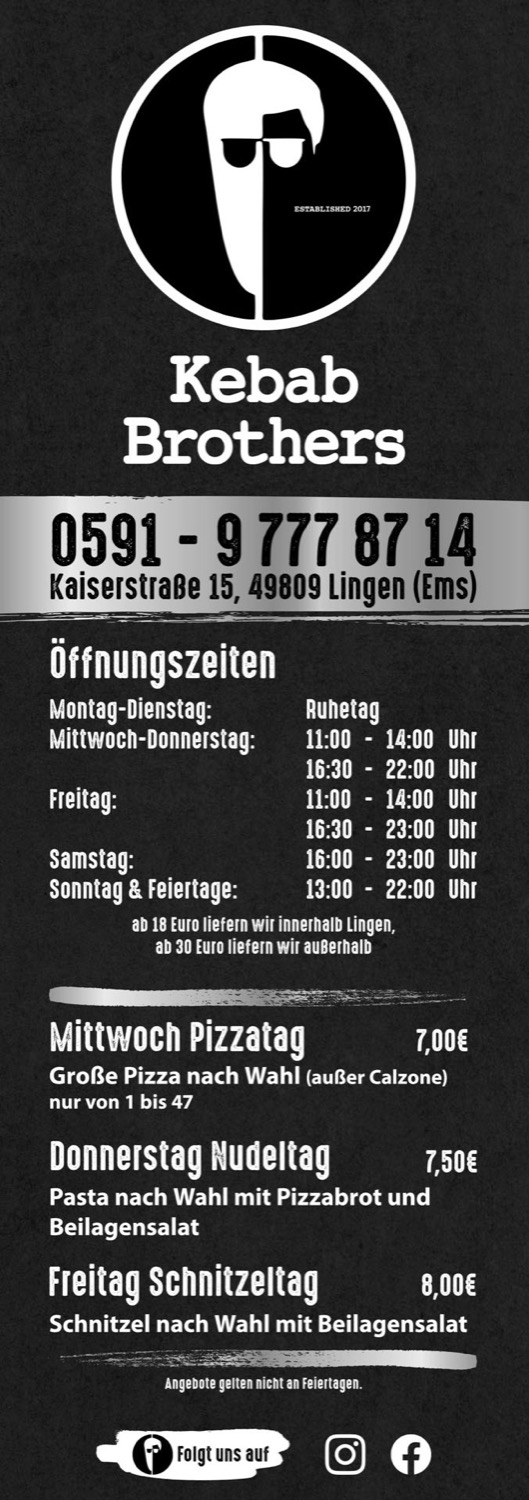 ESTABLISHED 2017
Kebab
Brothers
0591 - 9 777 87 14
Kaiserstraße 15, 49809 Lingen (Ems)
Öffnungszeiten
Montag-Dienstag: Ruhetag
Mittwoch-Donnerstag: 11:00 - 14:00 Uhr
16:30 - 22:00 Uhr
Freitag: 11:00 - 14:00 Uhr
16:30 - 23:00 Uhr
Samstag: 16:00 - 23:00 Uhr
Sonntag & Feiertage: 13:00 - 22:00 Uhr
ab 18 Euro liefern wir innerhalb Lingen,
ab 30 Euro liefern wir außerhalb
Mittwoch Pizzatag 7,00€
Große Pizza nach Wahl (außer Calzone)
nur von 1 bis 47
Donnerstag Nudeltag 7,50€
Pasta nach Wahl mit Pizzabrot und
Beilagensalat
Freitag Schnitzeltag 8,00€
Schnitzel nach Wahl mit Beilagensalat
Angebote gelten nicht an Feiertagen.
Folgt uns auf